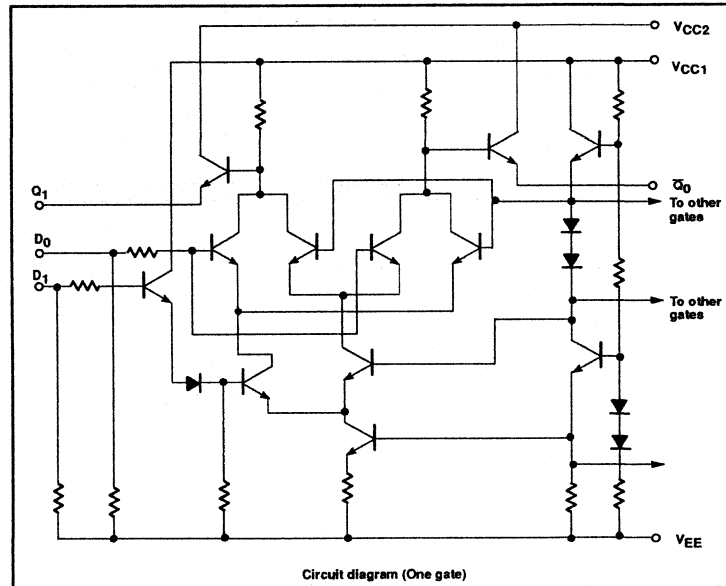 VCC2
VCC1
Q1
Q̅0
To other
gates
D0
D1
To other
gates
VEE
Circuit diagram (One gate)